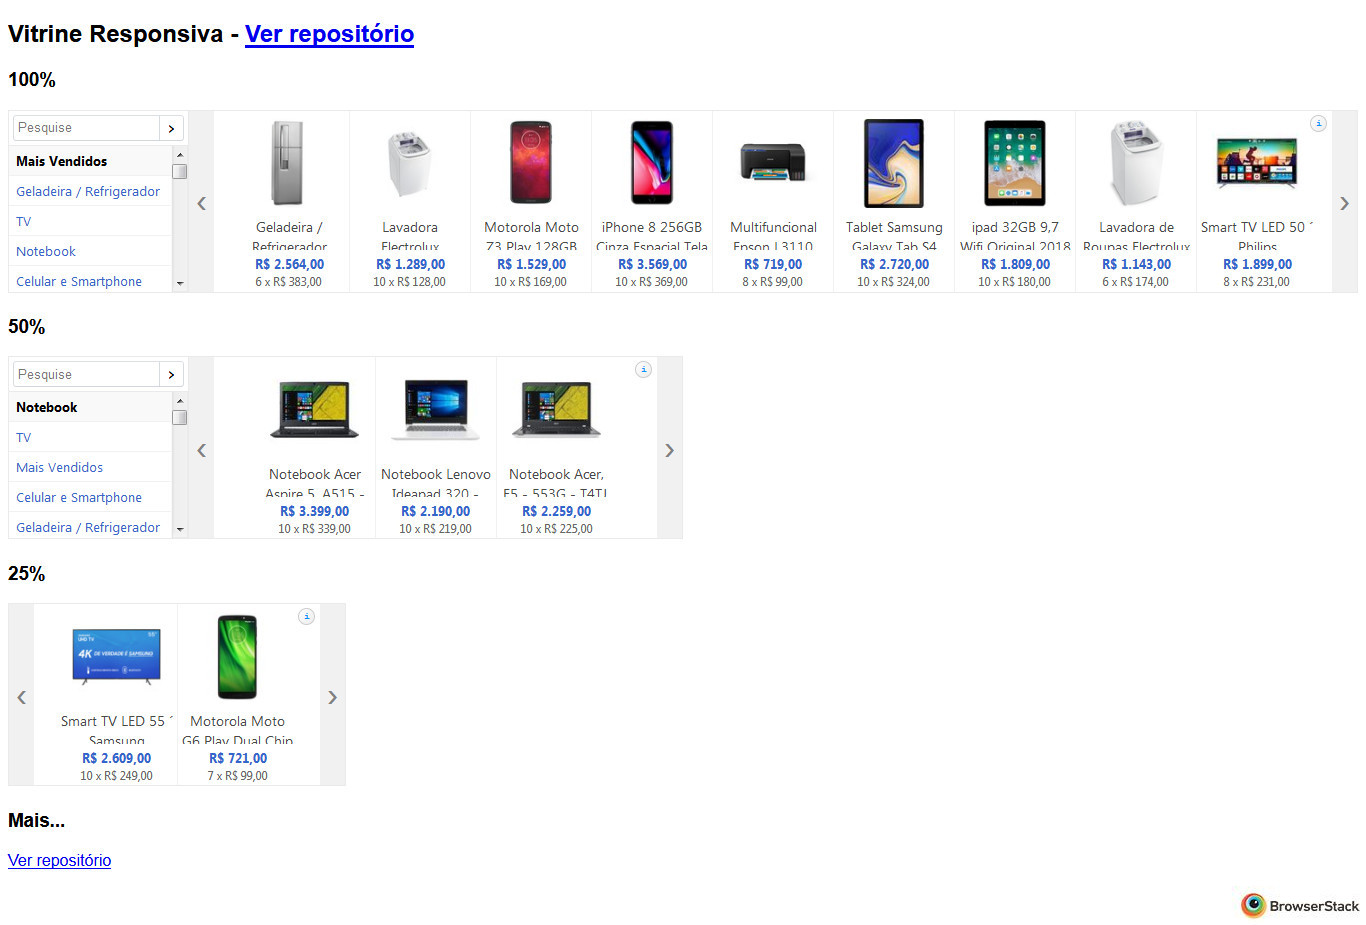 Vitrine Responsiva - Ver repositório
100%
Pesquise
Mais Vendidos
Geladeira / Refrigerador
TV
Notebook
Celular e Smartphone
Geladeira /
Refrigerador
R$ 2.564,00
6 x R$ 383,00
Lavadora
Electrolux
R$ 1.289,00
10 x R$ 128,00
Motorola Moto
Z3 Play 128GB
R$ 1.529,00
10 x R$ 169,00
iPhone 8 256GB
Cinza Espacial Tela
R$ 3.569,00
10 x R$ 369,00
Multifuncional
Epson L3110
R$ 719,00
8 x R$ 99,00
Tablet Samsung
Galaxy Tab S4
R$ 2.720,00
10 x R$ 324,00
ipad 32GB 9,7
Wifi Original 2018
R$ 1.809,00
10 x R$ 180,00
Lavadora de
Roupas Electrolux
R$ 1.143,00
6 x R$ 174,00
Smart TV LED 50 ´
Philips
R$ 1.899,00
8 x R$ 231,00
50%
Pesquise
Notebook
TV
Mais Vendidos
Celular e Smartphone
Geladeira / Refrigerador
Notebook Acer
Aspire 5, A515 -
R$ 3.399,00
10 x R$ 339,00
Notebook Lenovo
Ideapad 320 -
R$ 2.190,00
10 x R$ 219,00
Notebook Acer,
E5 - 553G - T4TJ
R$ 2.259,00
10 x R$ 225,00
25%
4K DE VERDADE É SAMSUNG
Smart TV LED 55 ´
Samsung
R$ 2.609,00
10 x R$ 249,00
Motorola Moto
G6 Play Dual Chip
R$ 721,00
7 x R$ 99,00
Mais...
Ver repositório
BrowserStack